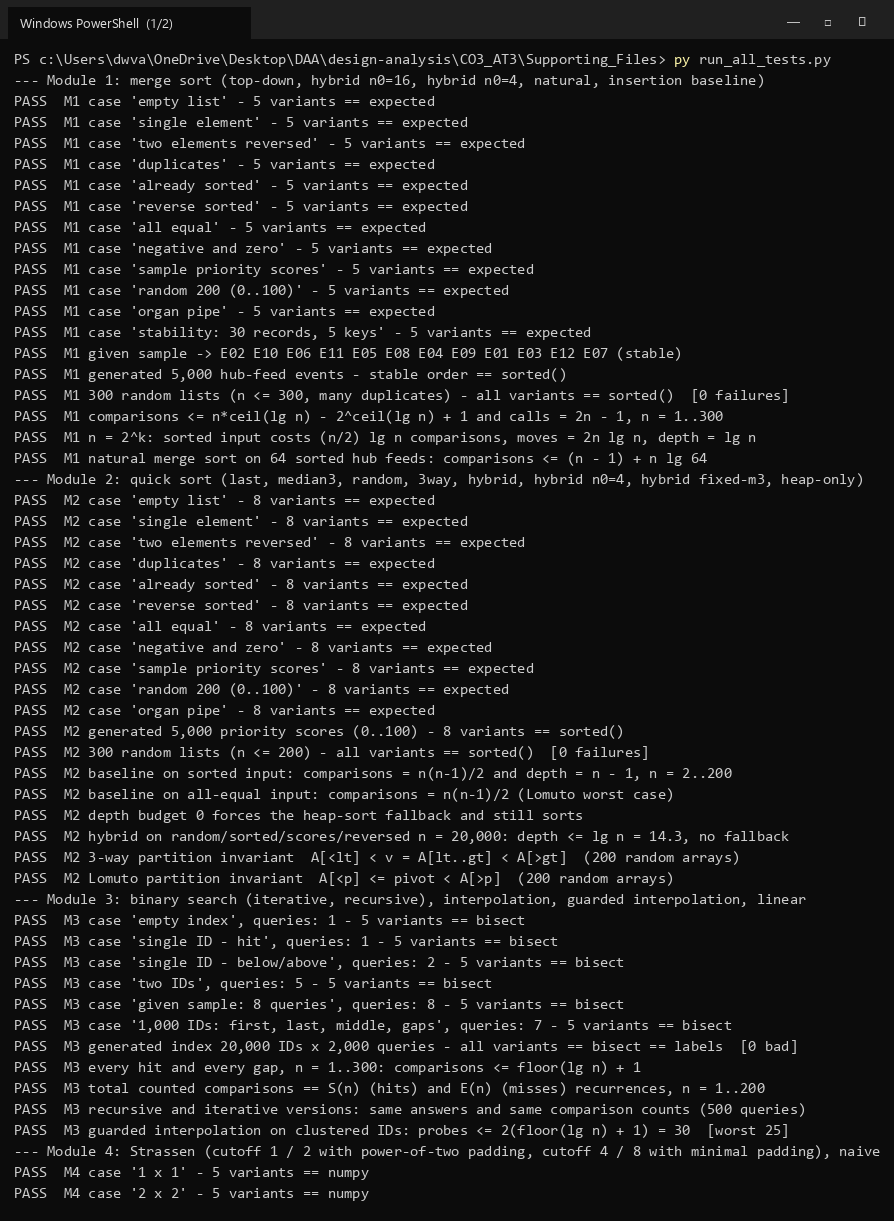 Windows PowerShell (1/2)
PS c:\Users\dwva\OneDrive\Desktop\DAA\design-analysis\CO3_AT3\Supporting_Files> py run_all_tests.py
--- Module 1: merge sort (top-down, hybrid n0=16, hybrid n0=4, natural, insertion baseline)
PASS  M1 case 'empty list' - 5 variants == expected
PASS  M1 case 'single element' - 5 variants == expected
PASS  M1 case 'two elements reversed' - 5 variants == expected
PASS  M1 case 'duplicates' - 5 variants == expected
PASS  M1 case 'already sorted' - 5 variants == expected
PASS  M1 case 'reverse sorted' - 5 variants == expected
PASS  M1 case 'all equal' - 5 variants == expected
PASS  M1 case 'negative and zero' - 5 variants == expected
PASS  M1 case 'sample priority scores' - 5 variants == expected
PASS  M1 case 'random 200 (0..100)' - 5 variants == expected
PASS  M1 case 'organ pipe' - 5 variants == expected
PASS  M1 case 'stability: 30 records, 5 keys' - 5 variants == expected
PASS  M1 given sample -> E02 E10 E06 E11 E05 E08 E04 E09 E01 E03 E12 E07 (stable)
PASS  M1 generated 5,000 hub-feed events - stable order == sorted()
PASS  M1 300 random lists (n <= 300, many duplicates) - all variants == sorted()  [0 failures]
PASS  M1 comparisons <= n*ceil(lg n) - 2^ceil(lg n) + 1 and calls = 2n - 1, n = 1..300
PASS  M1 n = 2^k: sorted input costs (n/2) lg n comparisons, moves = 2n lg n, depth = lg n
PASS  M1 natural merge sort on 64 sorted hub feeds: comparisons <= (n - 1) + n lg 64
--- Module 2: quick sort (last, median3, random, 3way, hybrid, hybrid n0=4, hybrid fixed-m3, heap-only)
PASS  M2 case 'empty list' - 8 variants == expected
PASS  M2 case 'single element' - 8 variants == expected
PASS  M2 case 'two elements reversed' - 8 variants == expected
PASS  M2 case 'duplicates' - 8 variants == expected
PASS  M2 case 'already sorted' - 8 variants == expected
PASS  M2 case 'reverse sorted' - 8 variants == expected
PASS  M2 case 'all equal' - 8 variants == expected
PASS  M2 case 'negative and zero' - 8 variants == expected
PASS  M2 case 'sample priority scores' - 8 variants == expected
PASS  M2 case 'random 200 (0..100)' - 8 variants == expected
PASS  M2 case 'organ pipe' - 8 variants == expected
PASS  M2 generated 5,000 priority scores (0..100) - 8 variants == sorted()
PASS  M2 300 random lists (n <= 200) - all variants == sorted()  [0 failures]
PASS  M2 baseline on sorted input: comparisons = n(n-1)/2 and depth = n - 1, n = 2..200
PASS  M2 baseline on all-equal input: comparisons = n(n-1)/2 (Lomuto worst case)
PASS  M2 depth budget 0 forces the heap-sort fallback and still sorts
PASS  M2 hybrid on random/sorted/scores/reversed n = 20,000: depth <= lg n = 14.3, no fallback
PASS  M2 3-way partition invariant  A[<lt] < v = A[lt..gt] < A[>gt]  (200 random arrays)
PASS  M2 Lomuto partition invariant  A[<p] <= pivot < A[>p]  (200 random arrays)
--- Module 3: binary search (iterative, recursive), interpolation, guarded interpolation, linear
PASS  M3 case 'empty index', queries: 1 - 5 variants == bisect
PASS  M3 case 'single ID - hit', queries: 1 - 5 variants == bisect
PASS  M3 case 'single ID - below/above', queries: 2 - 5 variants == bisect
PASS  M3 case 'two IDs', queries: 5 - 5 variants == bisect
PASS  M3 case 'given sample: 8 queries', queries: 8 - 5 variants == bisect
PASS  M3 case '1,000 IDs: first, last, middle, gaps', queries: 7 - 5 variants == bisect
PASS  M3 generated index 20,000 IDs x 2,000 queries - all variants == bisect == labels  [0 bad]
PASS  M3 every hit and every gap, n = 1..300: comparisons <= floor(lg n) + 1
PASS  M3 total counted comparisons == S(n) (hits) and E(n) (misses) recurrences, n = 1..200
PASS  M3 recursive and iterative versions: same answers and same comparison counts (500 queries)
PASS  M3 guarded interpolation on clustered IDs: probes <= 2(floor(lg n) + 1) = 30  [worst 25]
--- Module 4: Strassen (cutoff 1 / 2 with power-of-two padding, cutoff 4 / 8 with minimal padding), naive
PASS  M4 case '1 x 1' - 5 variants == numpy
PASS  M4 case '2 x 2' - 5 variants == numpy